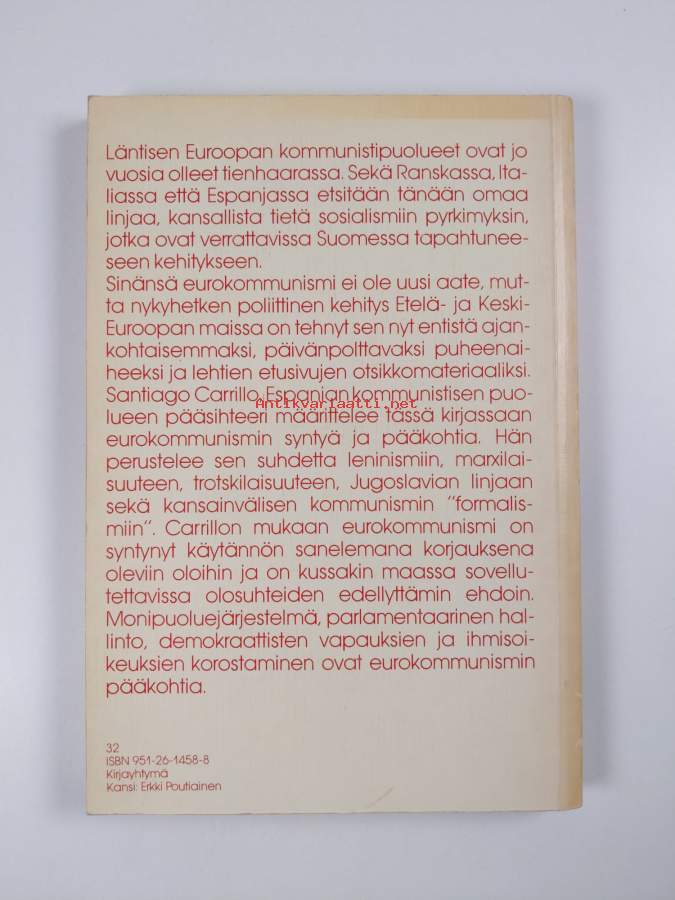 Läntisen Euroopan kommunistipuolueet ovat jo
vuosia olleet tienhaarassa. Sekä Ranskassa, Ita-
liassa että Espanjassa etsitään tänään omaa
linjaa, kansallista tietä sosialismiin pyrkimyksin,
jotka ovat verrattavissa Suomessa tapahtunee-
seen kehitykseen.
Sinänsä eurokommunismi ei ole uusi aate, mut-
ta nykyhetken poliittinen kehitys Etelä- ja Keski-
Euroopan maissa on tehnyt sen nyt entistä ajan-
kohtaisemmaksi, päivänpolttavaksi puheenai-
heeksi ja lehtien etusivujen otsikkomateriaaliksi.
Santiago Carrillo, Espanjan kommunistisen puo-
Antikvariaatti.net
lueen pääsihteeri määrittelee tässä kirjassaan
eurokommunismin syntyä ja pääkohtia. Hän
perustelee sen suhdetta leninismiin, marxilai-
suuteen, trotskilaisuuteen, Jugoslavian linjaan
sekä kansainvälisen kommunismin "formalis-
miin". Carrillon mukaan eurokommunismi on
syntynyt käytännön sanelemana korjauksena
oleviin oloihin ja on kussakin maassa sovellu-
tettavissa olosuhteiden edellyttämin ehdoin.
Monipuoluejärjestelmä, parlamentaarinen hal-
linto, demokraattisten vapauksien ja ihmisoi-
keuksien korostaminen ovat eurokommunismin
pääkohtia.
32
ISBN 951-26-1458-8
Kirjayhtymä
Kansi: Erkki Poutiainen